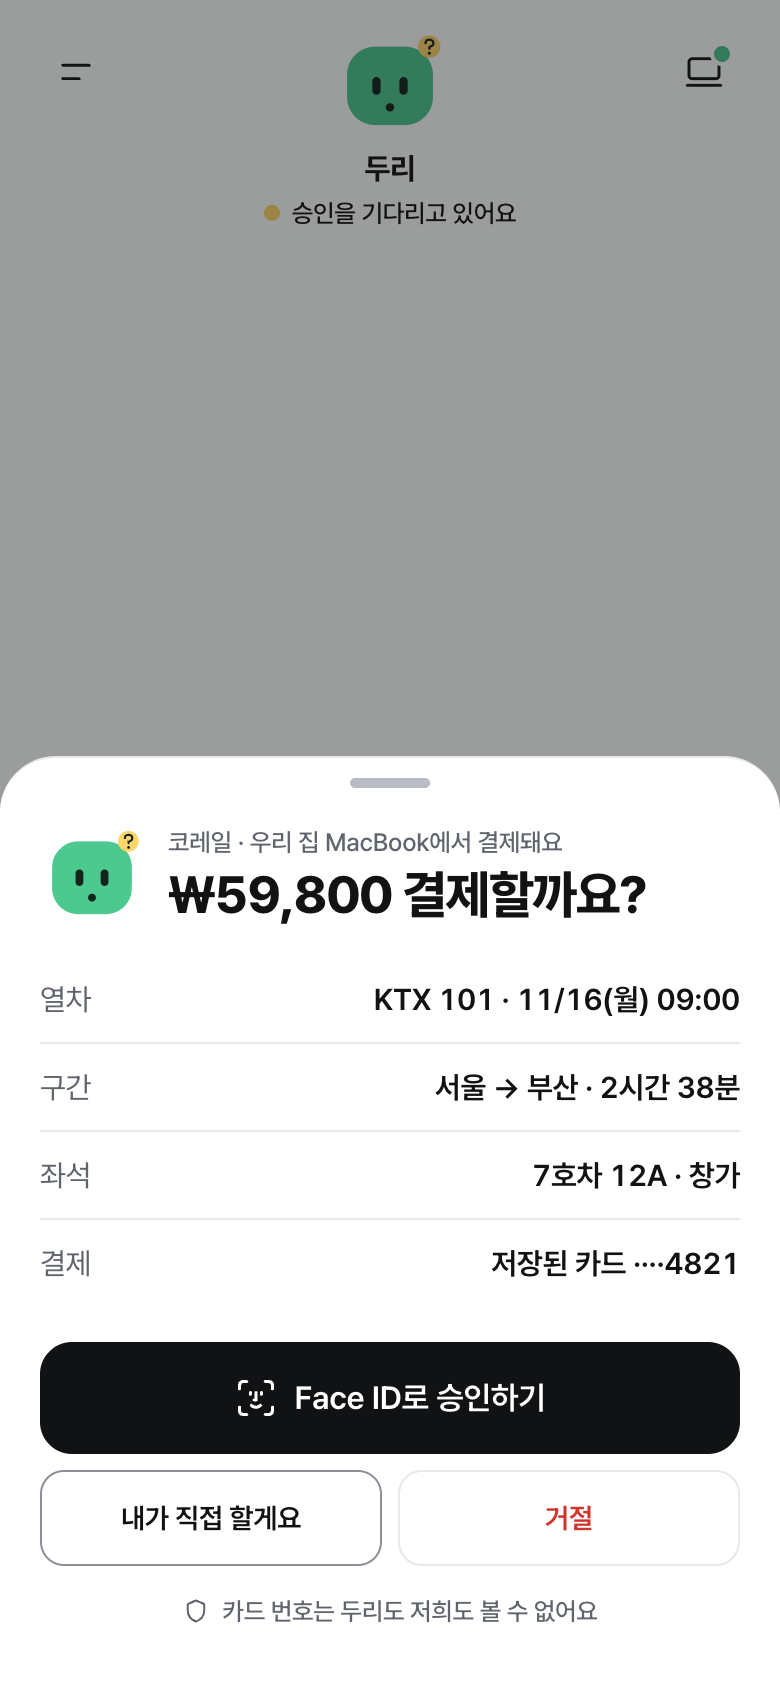 ?
두리
승인을 기다리고 있어요
?
코레일 · 우리 집 MacBook에서 결제돼요
₩59,800 결제할까요?
열차 KTX 101 · 11/16(월) 09:00
구간 서울 → 부산 · 2시간 38분
좌석 7호차 12A · 창가
결제 저장된 카드 ····4821
Face ID로 승인하기
내가 직접 할게요 거절
카드 번호는 두리도 저희도 볼 수 없어요